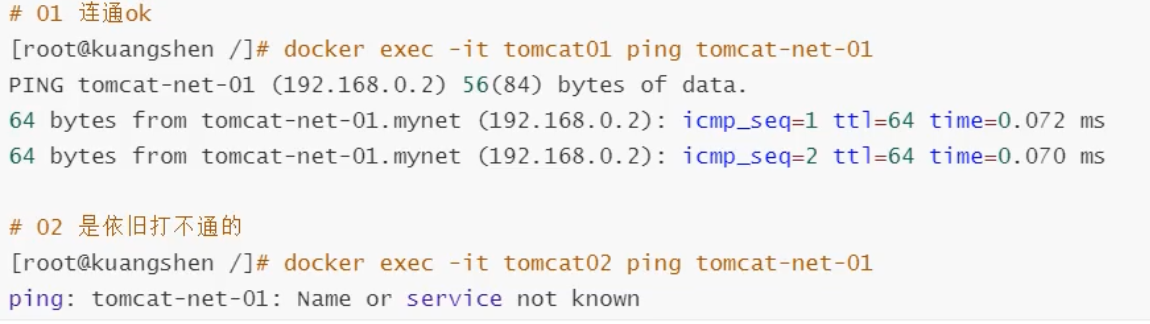 # 01 连通ok
[root@kuangshen /]# docker exec -it tomcat01 ping tomcat-net-01
PING tomcat-net-01 (192.168.0.2) 56(84) bytes of data.
64 bytes from tomcat-net-01.mynet (192.168.0.2): icmp_seq=1 ttl=64 time=0.072 ms
64 bytes from tomcat-net-01.mynet (192.168.0.2): icmp_seq=2 ttl=64 time=0.070 ms
# 02 是依旧打不通的
[root@kuangshen /]# docker exec -it tomcat02 ping tomcat-net-01
ping: tomcat-net-01: Name or service not known